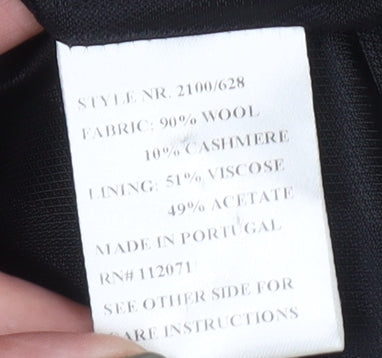 STYLE NR. 2100/628
FABRIC: 90% WOOL
10% CASHMERE
LINING: 51% VISCOSE
49% ACETATE
MADE IN PORTUGAL
RN# 112071
SEE OTHER SIDE FOR
CARE INSTRUCTIONS